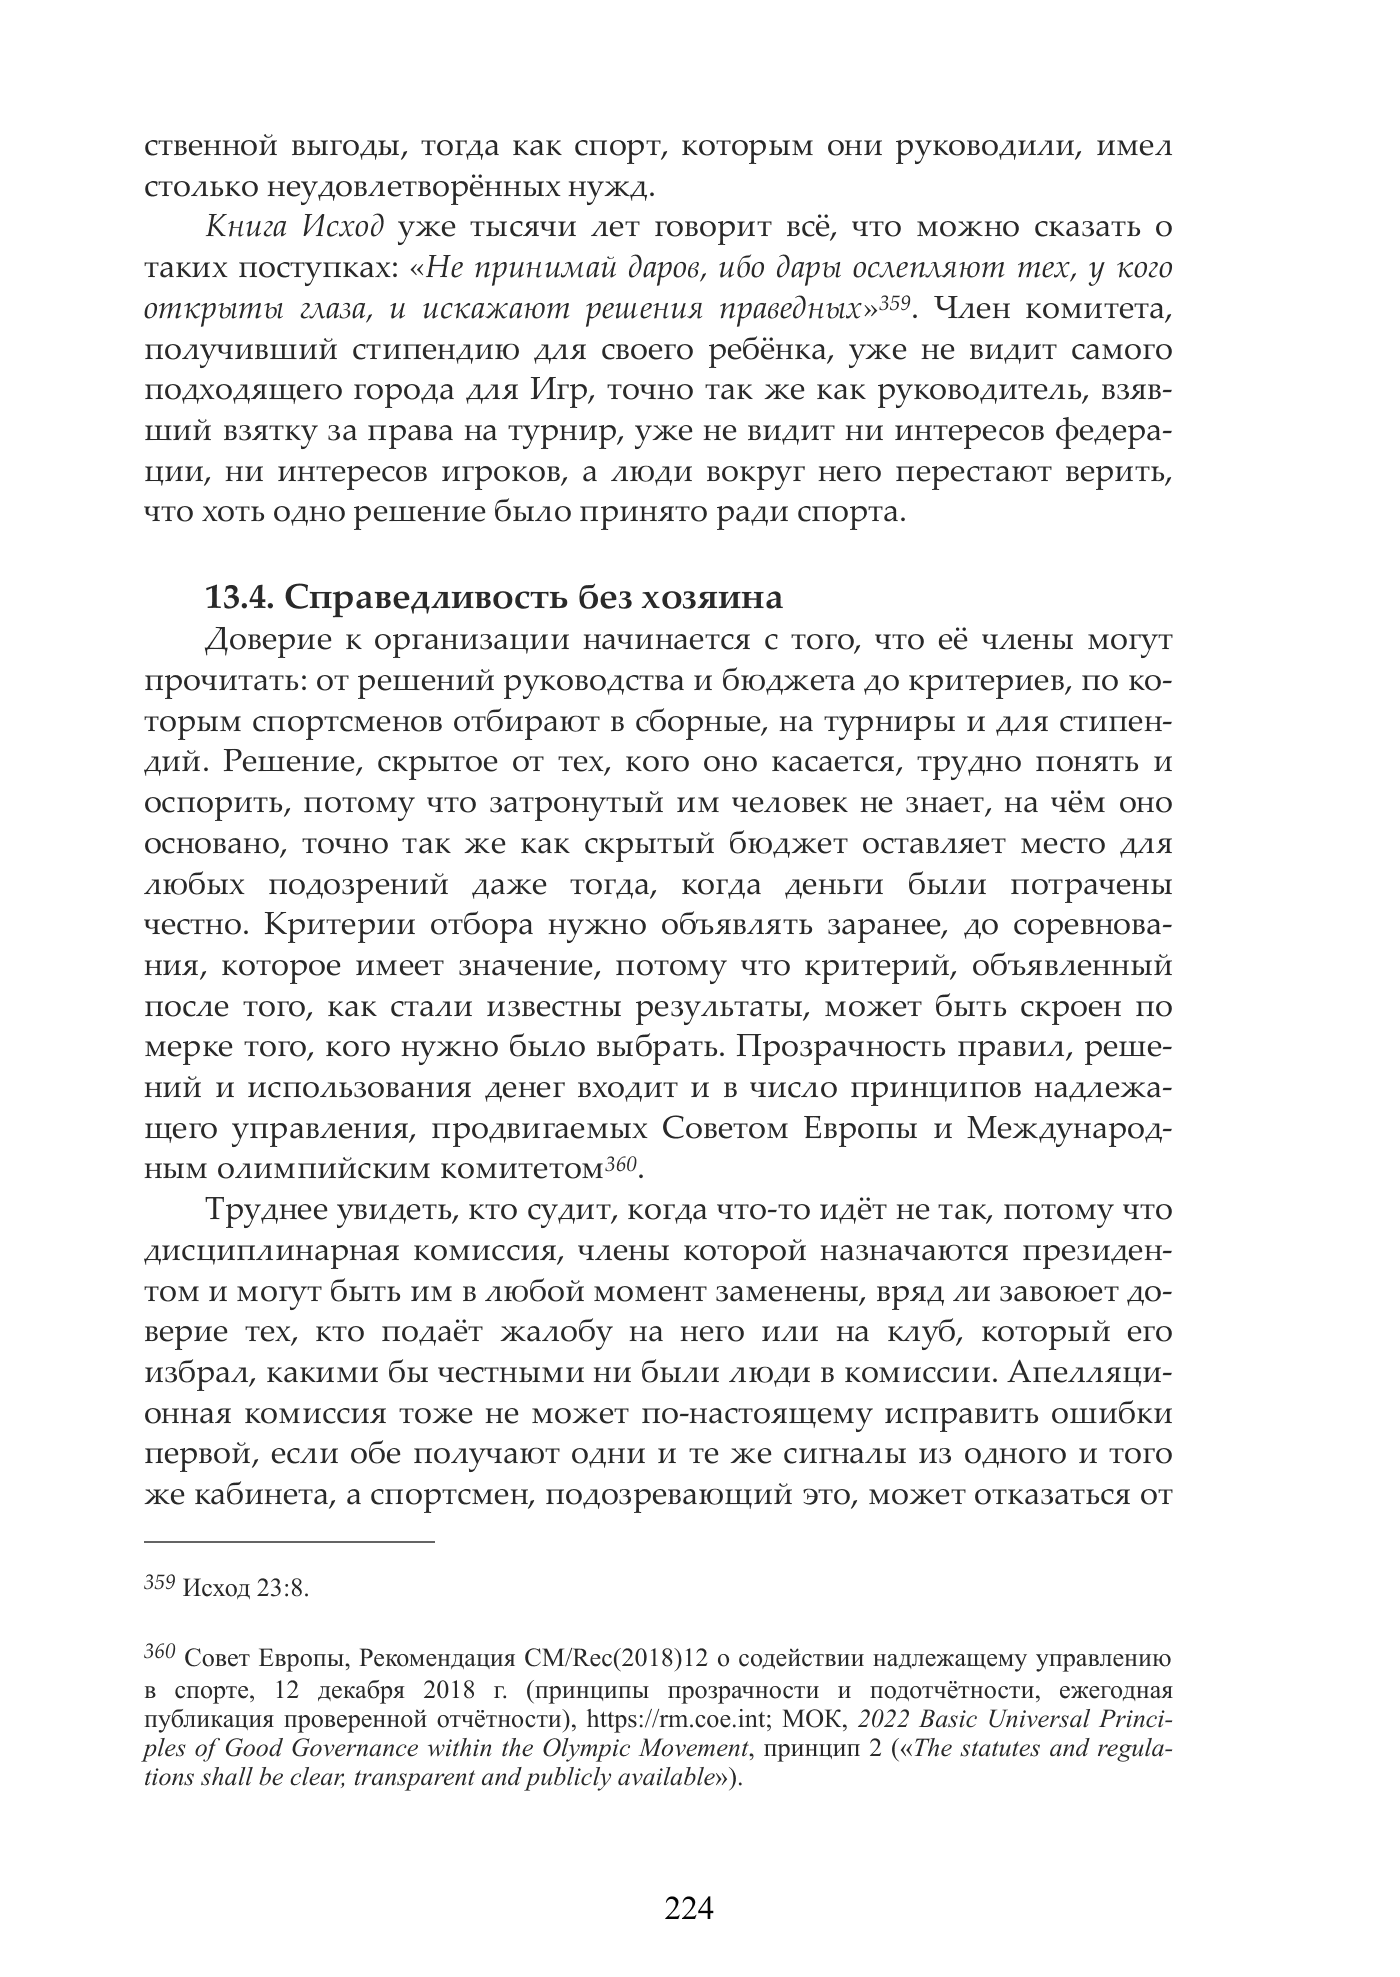 ственной выгоды, тогда как спорт, которым они руководили, имел
столько неудовлетворённых нужд.
Книга Исход уже тысячи лет говорит всё, что можно сказать о
таких поступках: «Не принимай даров, ибо дары ослепляют тех, у кого
открыты глаза, и искажают решения праведных»359. Член комитета,
получивший стипендию для своего ребёнка, уже не видит самого
подходящего города для Игр, точно так же как руководитель, взяв-
ший взятку за права на турнир, уже не видит ни интересов федера-
ции, ни интересов игроков, а люди вокруг него перестают верить,
что хоть одно решение было принято ради спорта.
13.4. Справедливость без хозяина
Доверие к организации начинается с того, что её члены могут
прочитать: от решений руководства и бюджета до критериев, по ко-
торым спортсменов отбирают в сборные, на турниры и для стипен-
дий. Решение, скрытое от тех, кого оно касается, трудно понять и
оспорить, потому что затронутый им человек не знает, на чём оно
основано, точно так же как скрытый бюджет оставляет место для
любых подозрений даже тогда, когда деньги были потрачены
честно. Критерии отбора нужно объявлять заранее, до соревнова-
ния, которое имеет значение, потому что критерий, объявленный
после того, как стали известны результаты, может быть скроен по
мерке того, кого нужно было выбрать. Прозрачность правил, реше-
ний и использования денег входит и в число принципов надлежа-
щего управления, продвигаемых Советом Европы и Международ-
ным олимпийским комитетом360.
Труднее увидеть, кто судит, когда что-то идёт не так, потому что
дисциплинарная комиссия, члены которой назначаются президен-
том и могут быть им в любой момент заменены, вряд ли завоюет до-
верие тех, кто подаёт жалобу на него или на клуб, который его
избрал, какими бы честными ни были люди в комиссии. Апелляци-
онная комиссия тоже не может по-настоящему исправить ошибки
первой, если обе получают одни и те же сигналы из одного и того
же кабинета, а спортсмен, подозревающий это, может отказаться от
359 Исход 23:8.
360 Совет Европы, Рекомендация CM/Rec(2018)12 о содействии надлежащему управлению
в спорте, 12 декабря 2018 г. (принципы прозрачности и подотчётности, ежегодная
публикация проверенной отчётности), https://rm.coe.int; МОК, 2022 Basic Universal Princi-
ples of Good Governance within the Olympic Movement, принцип 2 («The statutes and regula-
tions shall be clear, transparent and publicly available»).
224